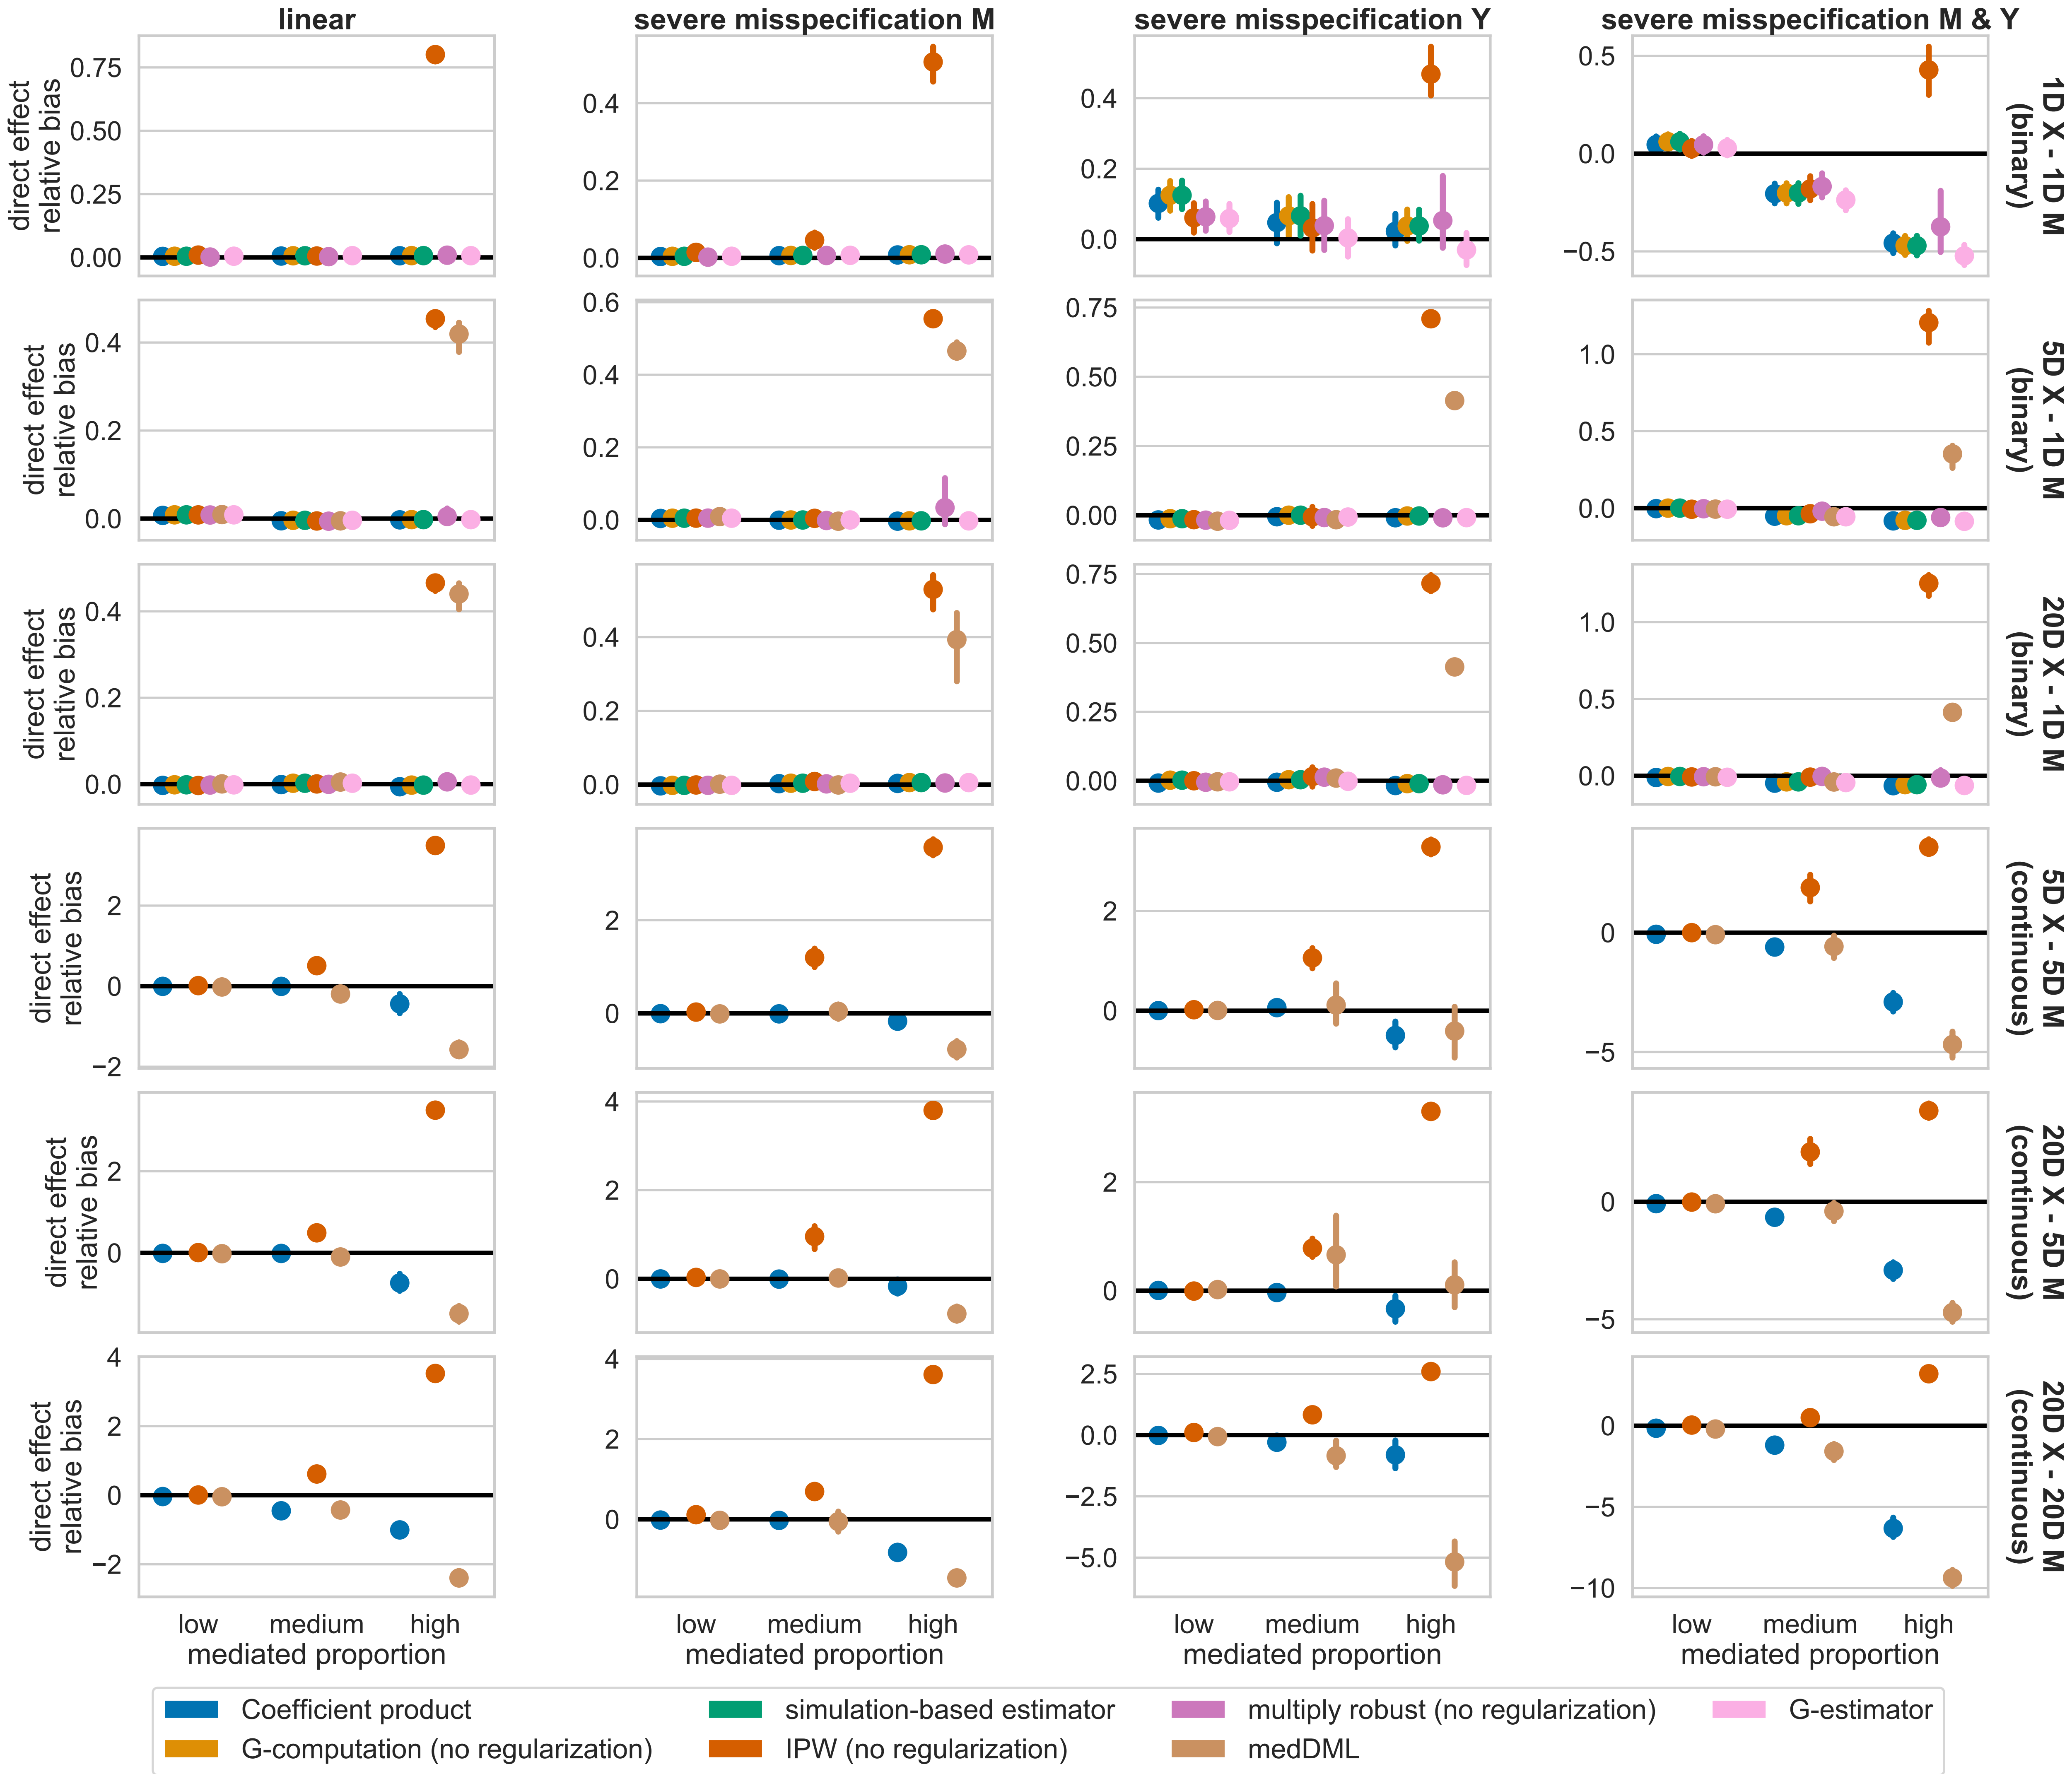 linear
severe misspecification M
severe misspecification Y
severe misspecification M & Y
direct effect
relative bias
0.75
0.50
0.25
0.00
0.4
0.2
0.0
0.4
0.2
0.0
0.5
0.0
−0.5
1D X - 1D M
(binary)
direct effect
relative bias
0.4
0.2
0.0
0.6
0.4
0.2
0.0
0.75
0.50
0.25
0.00
1.0
0.5
0.0
5D X - 1D M
(binary)
direct effect
relative bias
0.4
0.2
0.0
0.4
0.2
0.0
0.75
0.50
0.25
0.00
1.0
0.5
0.0
20D X - 1D M
(binary)
direct effect
relative bias
2
0
−2
2
0
2
0
0
−5
5D X - 5D M
(continuous)
direct effect
relative bias
2
0
4
2
0
2
0
0
−5
20D X - 5D M
(continuous)
direct effect
relative bias
4
2
0
−2
4
2
0
2.5
0.0
−2.5
−5.0
0
−5
−10
20D X - 20D M
(continuous)
low medium high
mediated proportion
low medium high
mediated proportion
low medium high
mediated proportion
low medium high
mediated proportion
Coefficient product
G-computation (no regularization)
simulation-based estimator
IPW (no regularization)
multiply robust (no regularization)
medDML
G-estimator